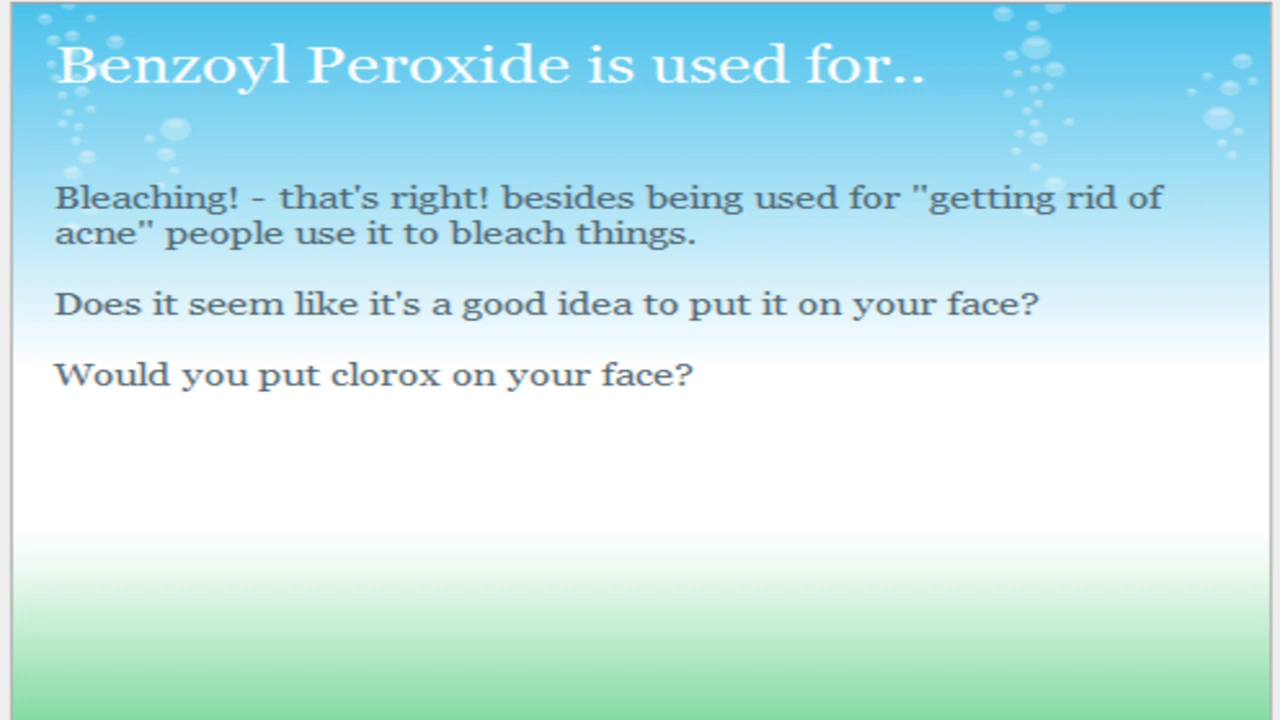 Benzoyl Peroxide is used for..
Bleaching! - that's right! besides being used for "getting rid of
acne" people use it to bleach things.
Does it seem like it's a good idea to put it on your face?
Would you put clorox on your face?